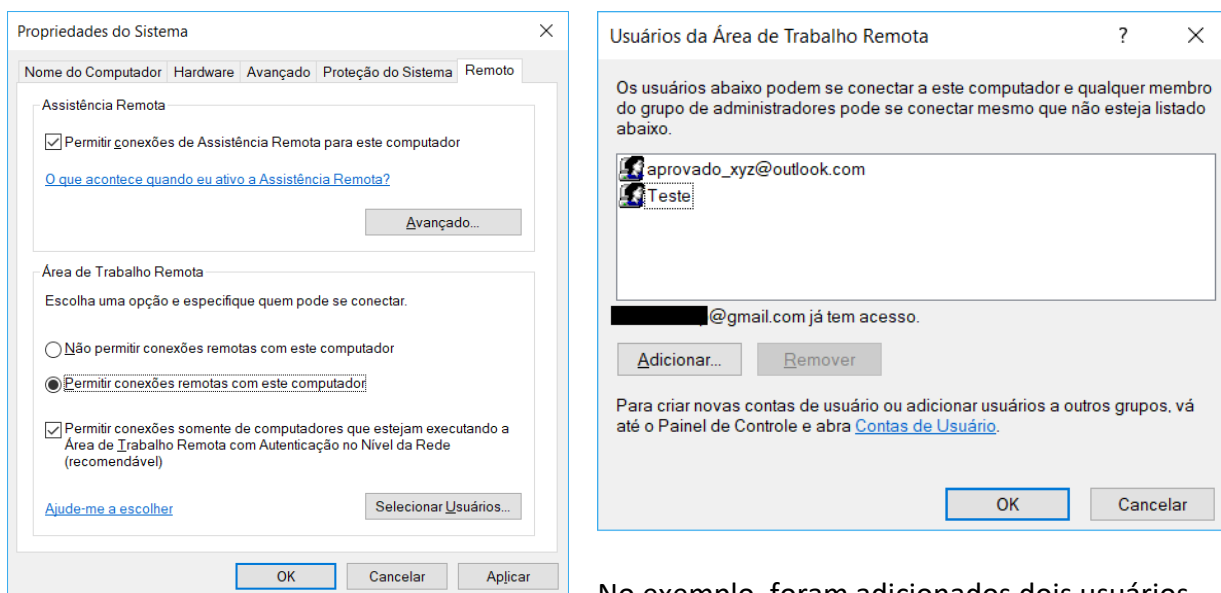 Propriedades do Sistema
Nome do Computador Hardware Avançado Proteção do Sistema Remoto
Assistência Remota
Permitir conexões de Assistência Remota para este computador
O que acontece quando eu ativo a Assistência Remota?
Avançado...
Área de Trabalho Remota
Escolha uma opção e especifique quem pode se conectar.
Não permitir conexões remotas com este computador
Permitir conexões remotas com este computador
Permitir conexões somente de computadores que estejam executando a
Área de Trabalho Remota com Autenticação no Nível da Rede
(recomendável)
Ajude-me a escolher
Selecionar Usuários...
OK Cancelar Aplicar
Usuários da Área de Trabalho Remota ?
Os usuários abaixo podem se conectar a este computador e qualquer membro
do grupo de administradores pode se conectar mesmo que não esteja listado
abaixo.
aprovado_xyz@outlook.com
Teste
@gmail.com já tem acesso.
Adicionar... Remover
Para criar novas contas de usuário ou adicionar usuários a outros grupos, vá
até o Painel de Controle e abra Contas de Usuário.
OK Cancelar
No exemplo, foram adicionados dois usuários